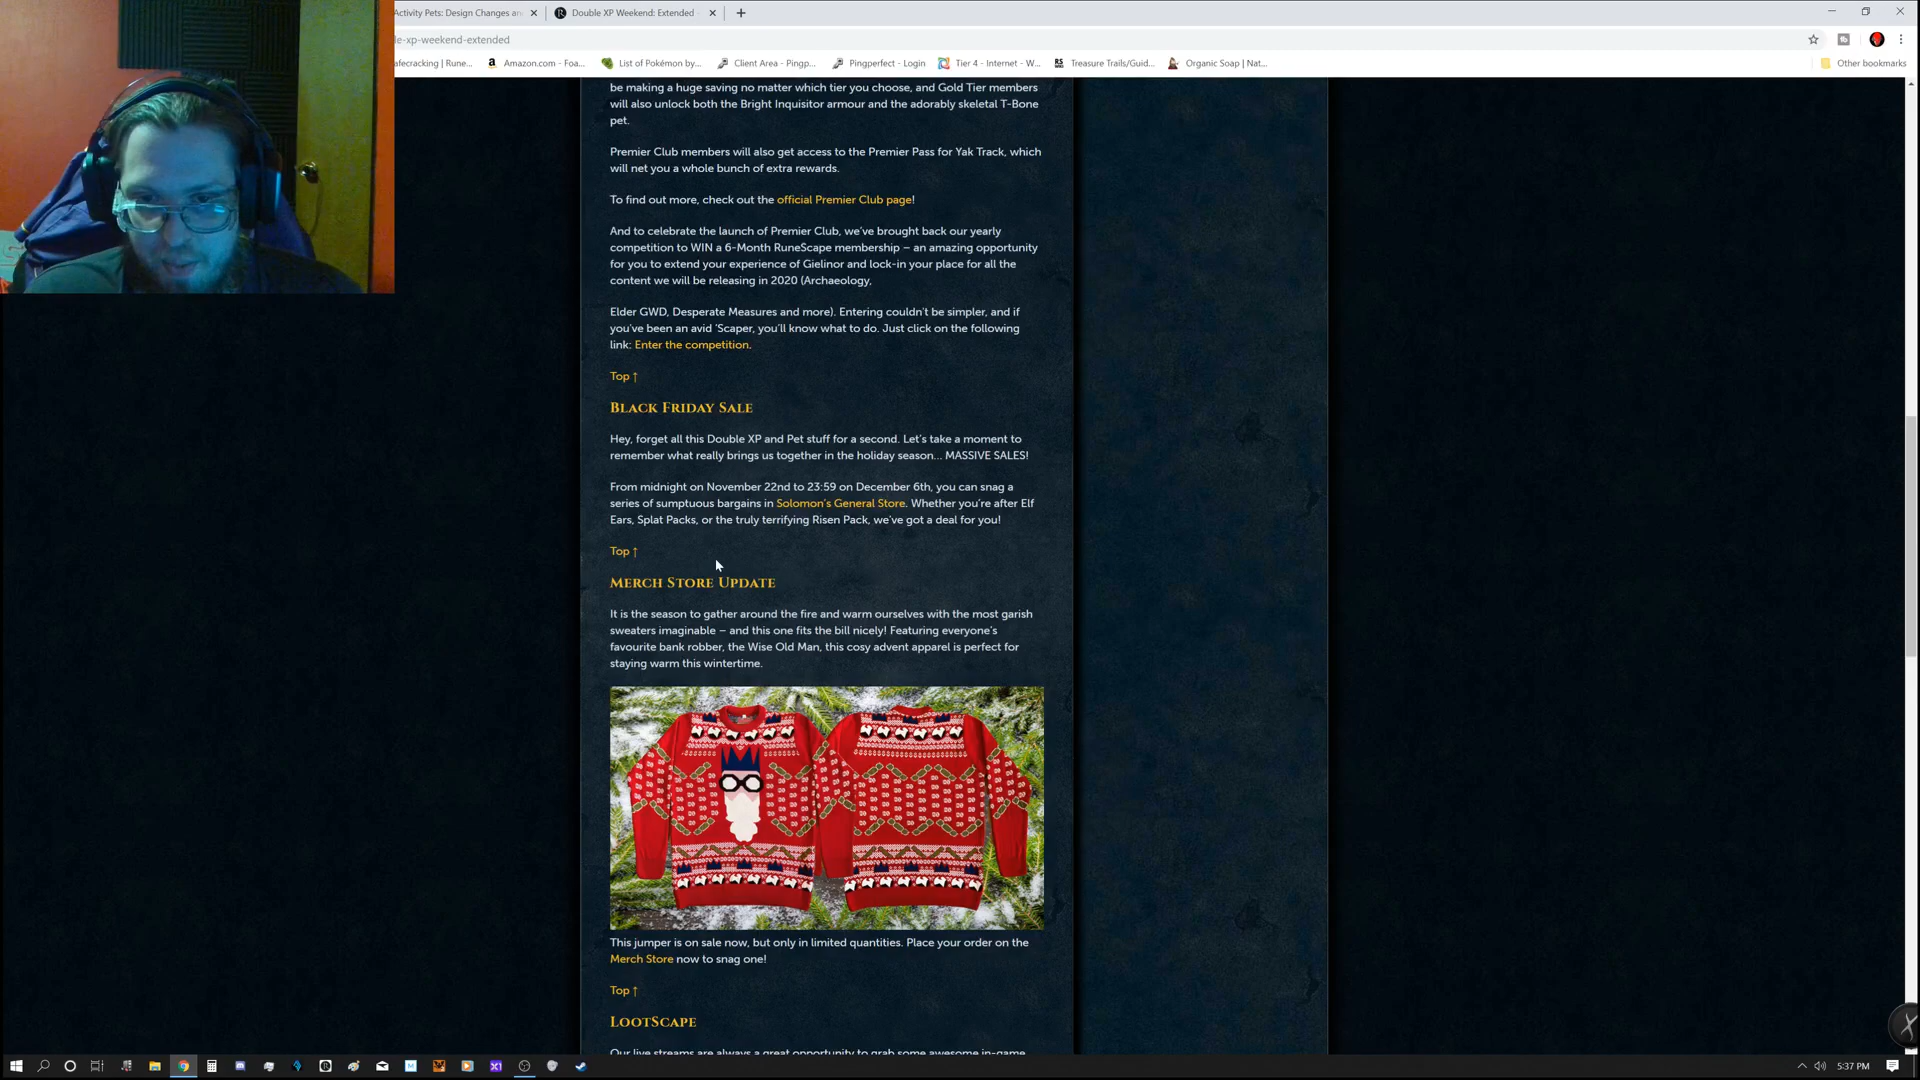 Activity Pets: Design Changes an
Double XP Weekend: Extended
le-xp-weekend-extended
afecracking | Rune...
Amazon.com - Foa...
List of Pokémon by...
Client Area - Pingp...
Pingperfect - Login
Tier 4 - Internet - W...
Treasure Trails/Guid...
Organic Soap | Nat...
Other bookmarks
be making a huge saving no matter which tier you choose, and Gold Tier members
will also unlock both the Bright Inquisitor armour and the adorably skeletal T-Bone
pet.
Premier Club members will also get access to the Premier Pass for Yak Track, which
will net you a whole bunch of extra rewards.
To find out more, check out the official Premier Club page!
And to celebrate the launch of Premier Club, we've brought back our yearly
competition to WIN a 6-Month RuneScape membership – an amazing opportunity
for you to extend your experience of Gielinor and lock-in your place for all the
content we will be releasing in 2020 (Archaeology,
Elder GWD, Desperate Measures and more). Entering couldn't be simpler, and if
you've been an avid 'Scaper, you'll know what to do. Just click on the following
link: Enter the competition.
Top ↑
Black Friday Sale
Hey, forget all this Double XP and Pet stuff for a second. Let's take a moment to
remember what really brings us together in the holiday season... MASSIVE SALES!
From midnight on November 22nd to 23:59 on December 6th, you can snag a
series of sumptuous bargains in Solomon's General Store. Whether you're after Elf
Ears, Splat Packs, or the truly terrifying Risen Pack, we've got a deal for you!
Top ↑
Merch Store Update
It is the season to gather around the fire and warm ourselves with the most garish
sweaters imaginable – and this one fits the bill nicely! Featuring everyone's
favourite bank robber, the Wise Old Man, this cosy advent apparel is perfect for
staying warm this wintertime.
This jumper is on sale now, but only in limited quantities. Place your order on the
Merch Store now to snag one!
Top ↑
LootScape
Our live streams are always a great opportunity to grab some awesome in-game
5:37 PM